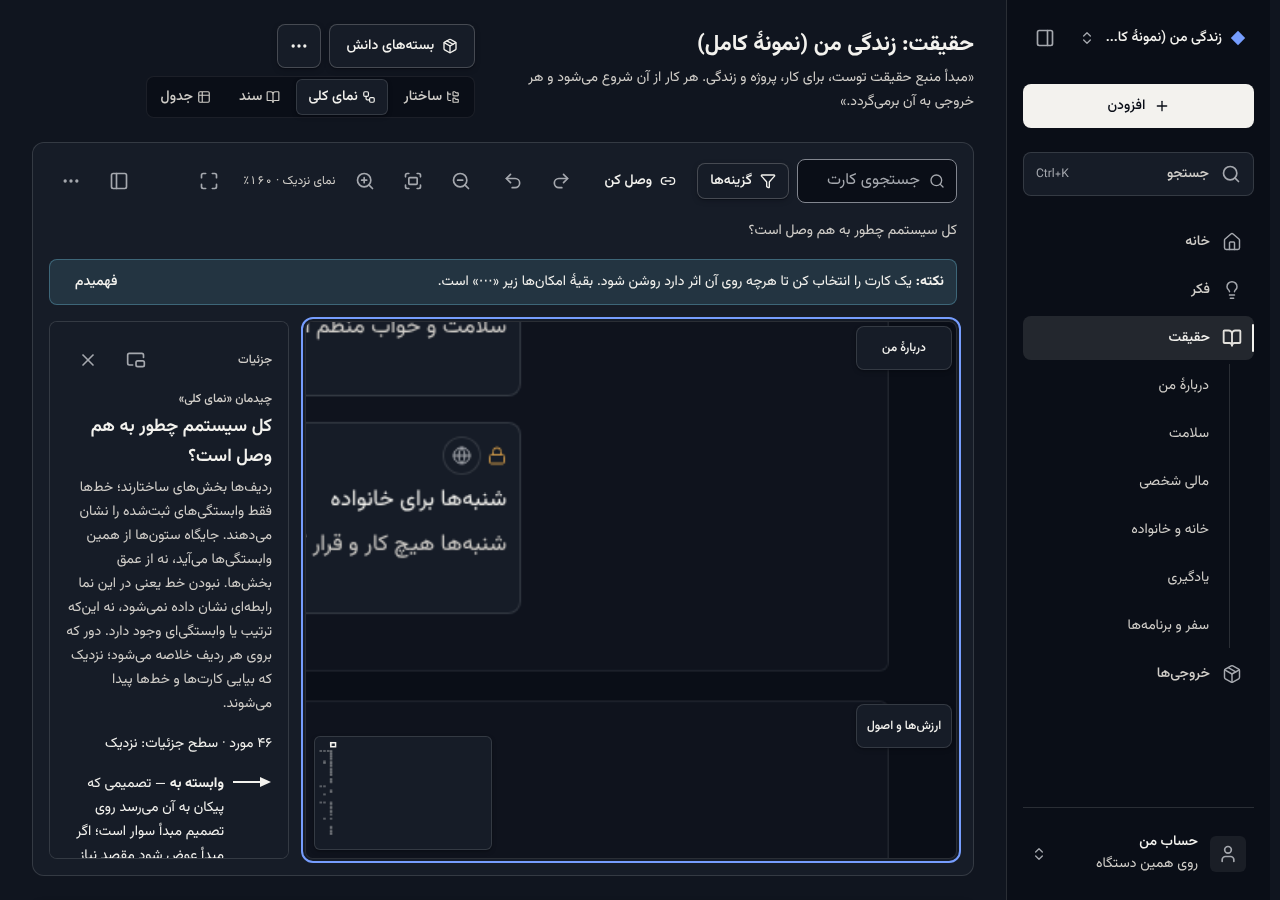 زندگی من (نمونهٔ کا...
افزودن
جستجو
Ctrl+K
خانه
فکر
حقیقت
دربارهٔ من
سلامت
مالی شخصی
خانه و خانواده
یادگیری
سفر و برنامه‌ها
خروجی‌ها
حساب من
روی همین دستگاه
حقیقت: زندگی من (نمونهٔ کامل)
«مبدأ منبع حقیقت توست، برای کار، پروژه و زندگی. هر کار از آن شروع می‌شود و هر
خروجی به آن برمی‌گردد.»
بسته‌های دانش
ساختار
نمای کلی
سند
جدول
جستجوی کارت
گزینه‌ها
وصل کن
نمای نزدیک · ۱۶۰٪
کل سیستمم چطور به هم وصل است؟
نکته: یک کارت را انتخاب کن تا هرچه روی آن اثر دارد روشن شود. بقیهٔ امکان‌ها زیر «⋯» است.
فهمیدم
دربارهٔ من
سلامت و خواب منظم
شنبه‌ها برای خانواده
شنبه‌ها هیچ کار و قرار
ارزش‌ها و اصول
جزئیات
چیدمان «نمای کلی»
کل سیستمم چطور به هم
وصل است؟
ردیف‌ها بخش‌های ساختارند؛ خط‌ها
فقط وابستگی‌های ثبت‌شده را نشان
می‌دهند. جایگاه ستون‌ها از همین
وابستگی‌ها می‌آید، نه از عمق
بخش‌ها. نبودن خط یعنی در این نما
رابطه‌ای نشان داده نمی‌شود، نه این‌که
ترتیب یا وابستگی‌ای وجود دارد. دور که
بروی هر ردیف خلاصه می‌شود؛ نزدیک
که بیایی کارت‌ها و خط‌ها پیدا
می‌شوند.
۴۶ مورد · سطح جزئیات: نزدیک
وابسته به — تصمیمی که
پیکان به آن می‌رسد روی
تصمیم مبدأ سوار است؛ اگر
مبدأ عوض شود مقصد نیاز